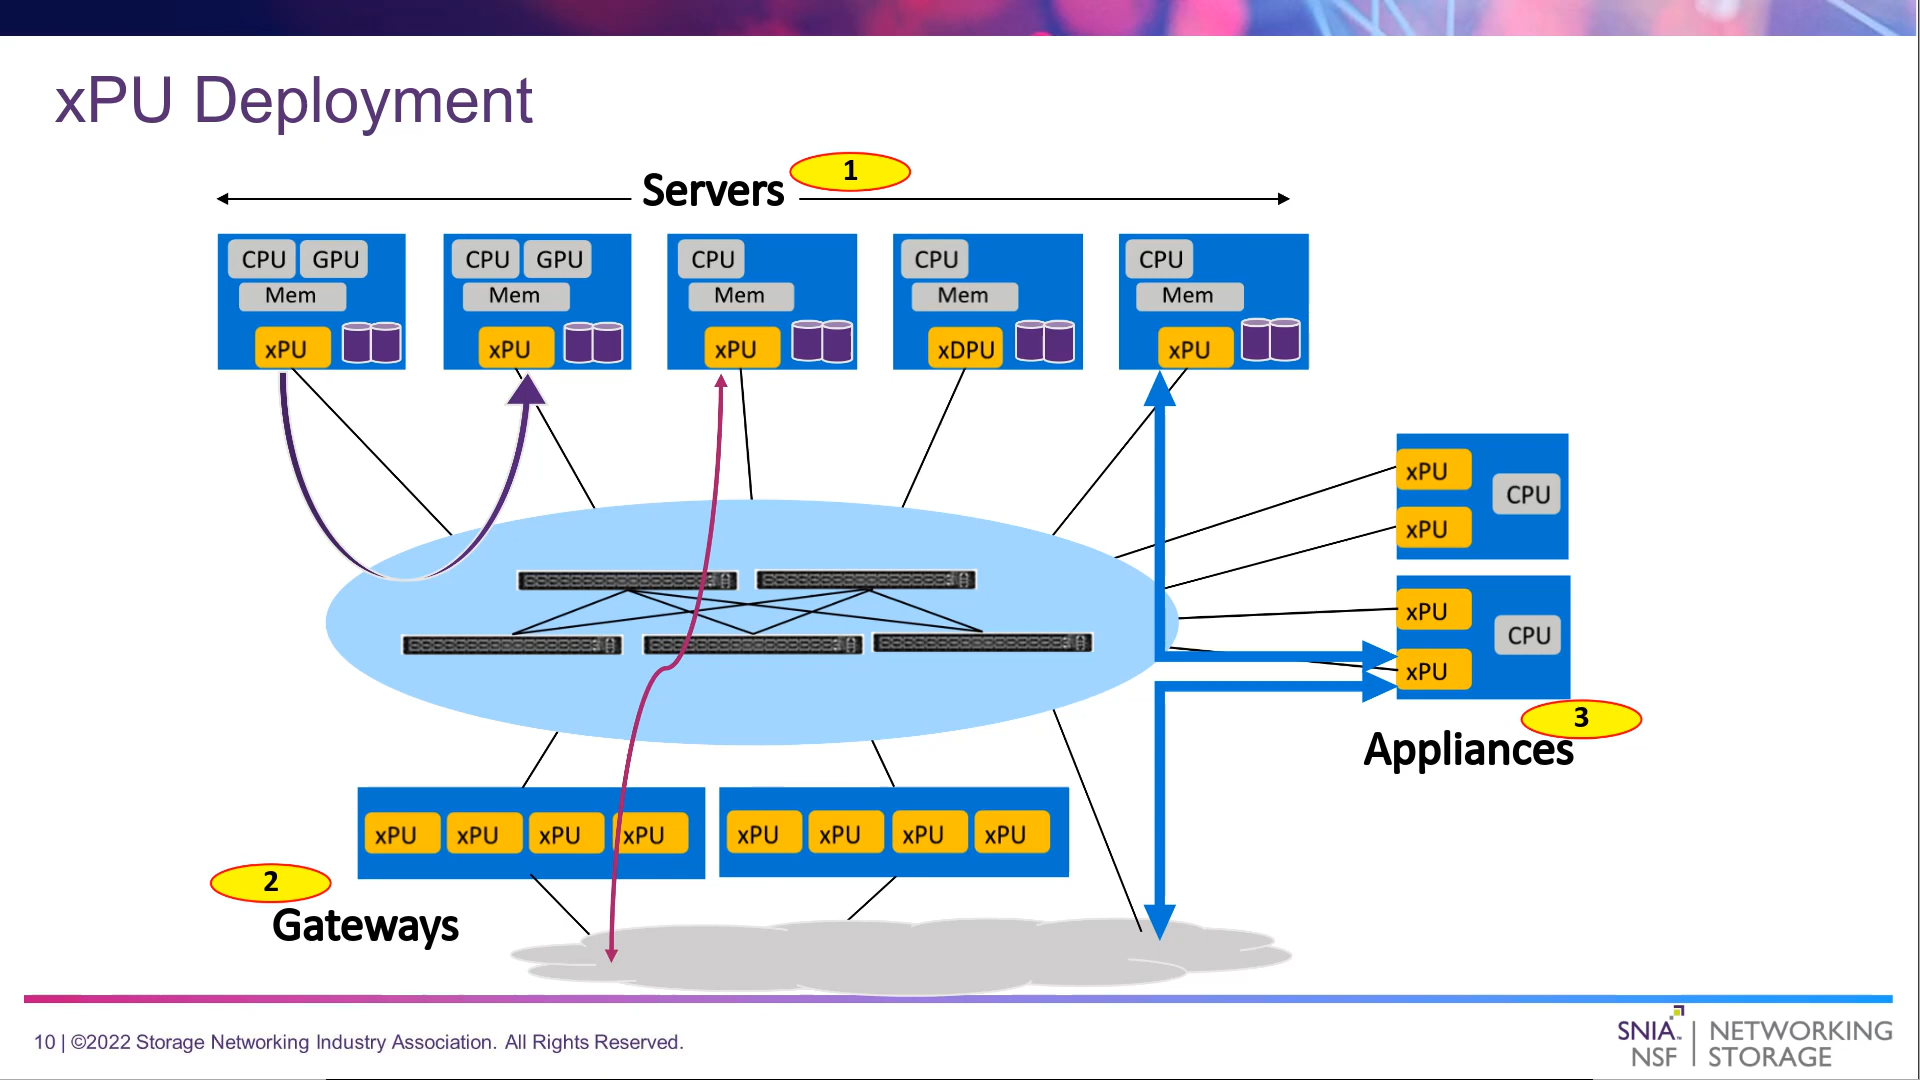 xPU Deployment
Servers
1
CPU GPU
Mem
xPU
CPU GPU
Mem
xPU
CPU
Mem
xPU
CPU
Mem
xDPU
CPU
Mem
xPU
xPU
xPU
CPU
xPU
xPU
CPU
3
Appliances
xPU xPU xPU xPU
xPU xPU xPU xPU
2
Gateways
10 | ©2022 Storage Networking Industry Association. All Rights Reserved.
SNIA™ | NETWORKING
NSF | STORAGE